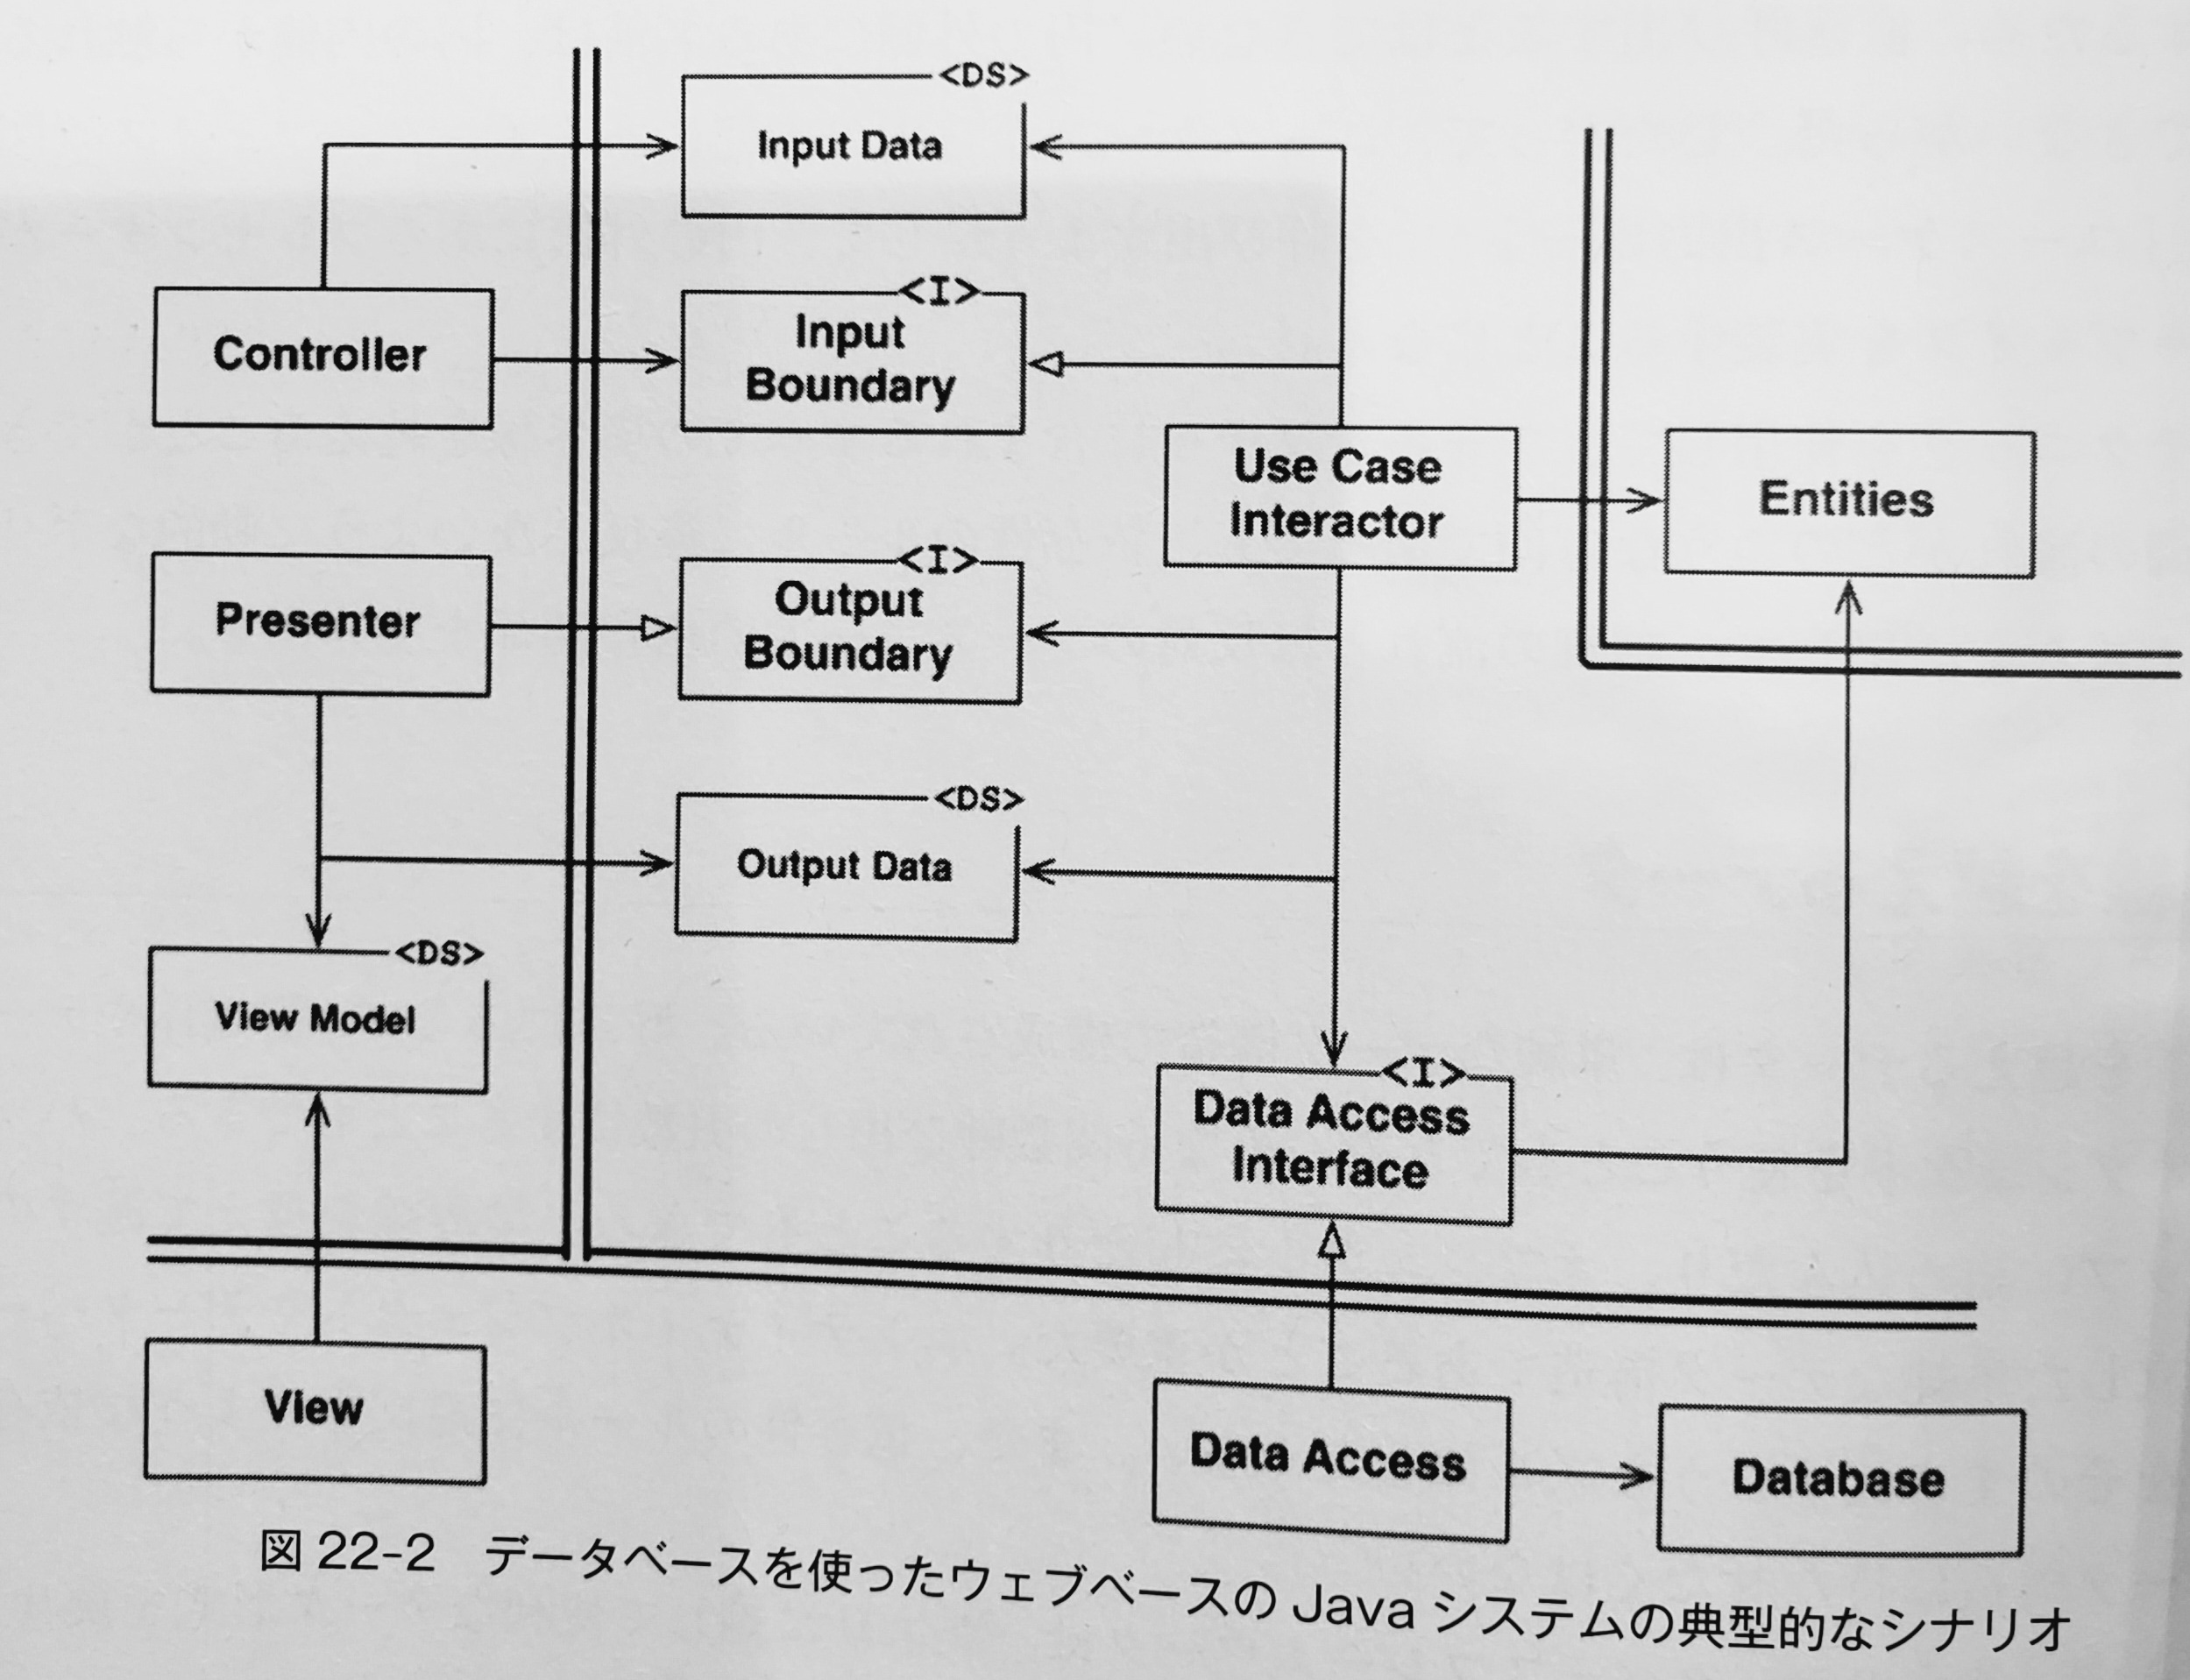 <DS>
Input Data
<I>
Input
Boundary
Controller
Use Case
Interactor
Entities
<I>
Output
Boundary
Presenter
<DS>
Output Data
<DS>
View Model
<I>
Data Access
Interface
View
Data Access
Database
図 22-2 データベースを使ったウェブベースの Java システムの典型的なシナリオ